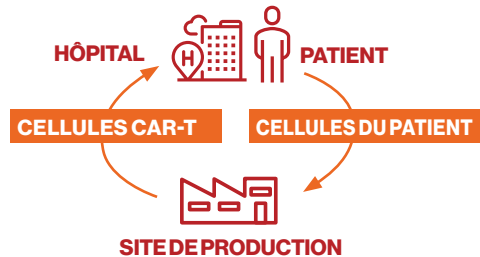 HÔPITAL
H
PATIENT
CELLULES CAR-T
CELLULES DU PATIENT
SITE DE PRODUCTION